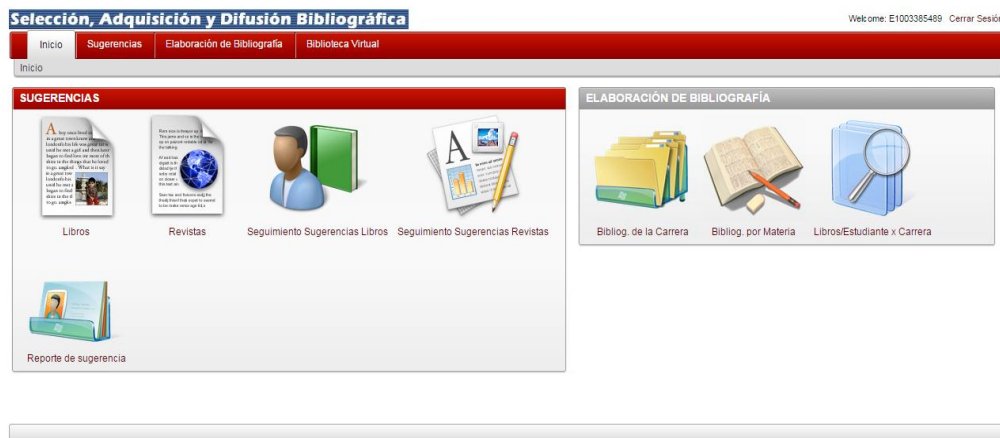 Selección, Adquisición y Difusión Bibliográfica
Welcome: E1003385489 Cerrar Sesión
Inicio Sugerencias Elaboración de Bibliografía Biblioteca Virtual
Inicio
SUGERENCIAS
Libros Revistas Seguimiento Sugerencias Libros Seguimiento Sugerencias Revistas
Reporte de sugerencia
ELABORACIÓN DE BIBLIOGRAFÍA
Bibliog. de la Carrera Bibliog. por Materia Libros/Estudiante x Carrera